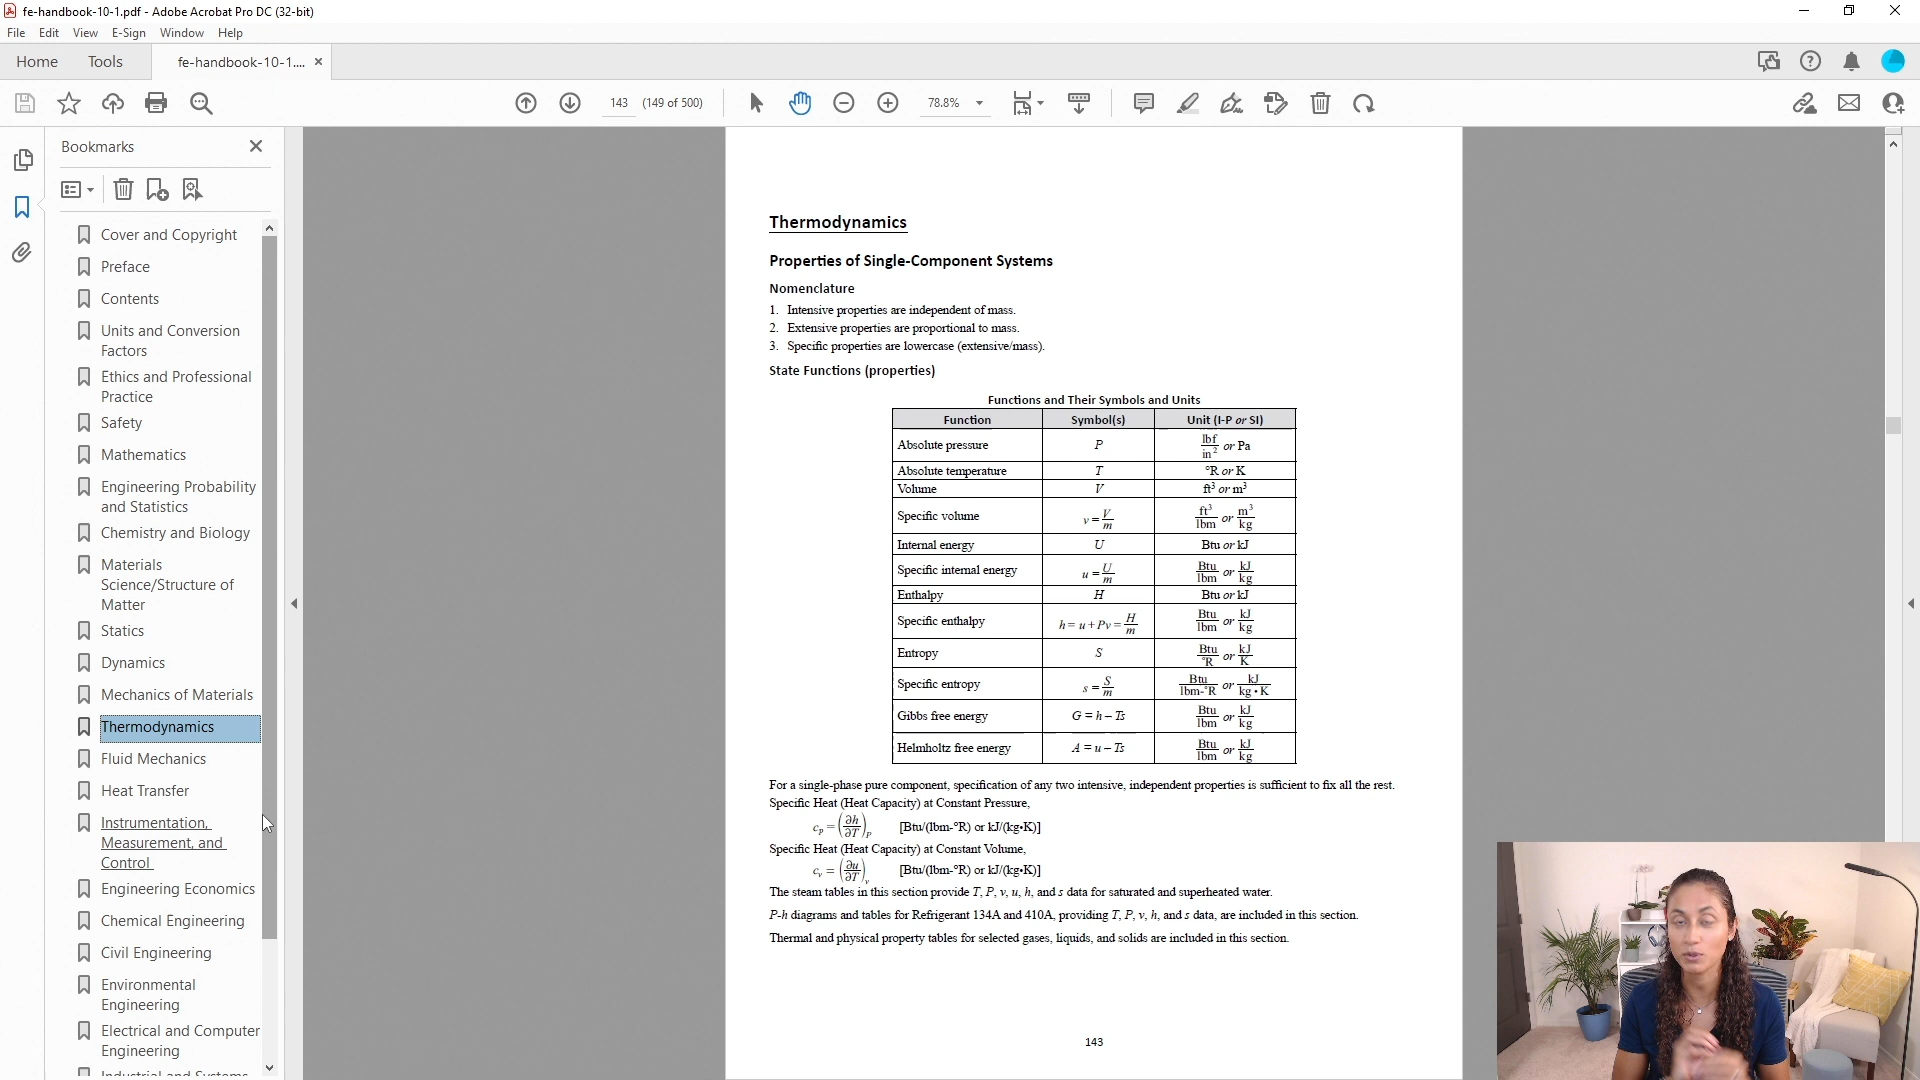 fe-handbook-10-1.pdf - Adobe Acrobat Pro DC (32-bit)
File Edit View E-Sign Window Help
Home Tools fe-handbook-10-1....
143 (149 of 500) 78.8%
Bookmarks
Cover and Copyright
Preface
Contents
Units and Conversion
Factors
Ethics and Professional
Practice
Safety
Mathematics
Engineering Probability
and Statistics
Chemistry and Biology
Materials
Science/Structure of
Matter
Statics
Dynamics
Mechanics of Materials
Thermodynamics
Fluid Mechanics
Heat Transfer
Instrumentation,
Measurement, and
Control
Engineering Economics
Chemical Engineering
Civil Engineering
Environmental
Engineering
Electrical and Computer
Engineering
Industrial and Systems
Thermodynamics
Properties of Single-Component Systems
Nomenclature
1. Intensive properties are independent of mass.
2. Extensive properties are proportional to mass.
3. Specific properties are lowercase (extensive/mass).
State Functions (properties)
Functions and Their Symbols and Units
Function Symbol(s) Unit (I-P or SI)
Absolute pressure P lbf/in² or Pa
Absolute temperature T °R or K
Volume V ft³ or m³
Specific volume v = V/m ft³/lbm or m³/kg
Internal energy U Btu or kJ
Specific internal energy u = U/m Btu/lbm or kJ/kg
Enthalpy H Btu or kJ
Specific enthalpy h = u + Pv = H/m Btu/lbm or kJ/kg
Entropy S Btu/°R or kJ/K
Specific entropy s = S/m Btu/lbm-°R or kJ/kg•K
Gibbs free energy G = h – Ts Btu/lbm or kJ/kg
Helmholtz free energy A = u – Ts Btu/lbm or kJ/kg
For a single-phase pure component, specification of any two intensive, independent properties is sufficient to fix all the rest.
Specific Heat (Heat Capacity) at Constant Pressure,
c_p = (∂h/∂T)_P [Btu/(lbm-°R) or kJ/(kg•K)]
Specific Heat (Heat Capacity) at Constant Volume,
c_v = (∂u/∂T)_v [Btu/(lbm-°R) or kJ/(kg•K)]
The steam tables in this section provide T, P, v, u, h, and s data for saturated and superheated water.
P-h diagrams and tables for Refrigerant 134A and 410A, providing T, P, v, h, and s data, are included in this section.
Thermal and physical property tables for selected gases, liquids, and solids are included in this section.
143